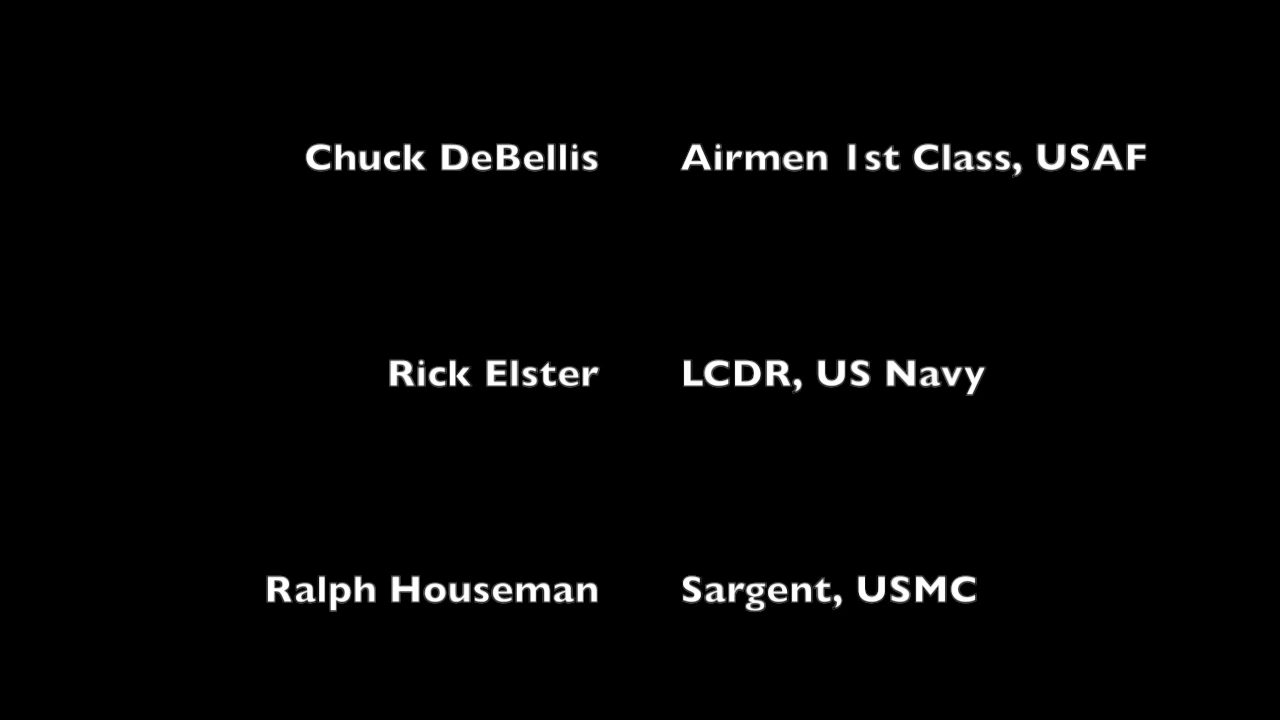 Chuck DeBellis Airmen 1st Class, USAF
Rick Elster LCDR, US Navy
Ralph Houseman Sargent, USMC